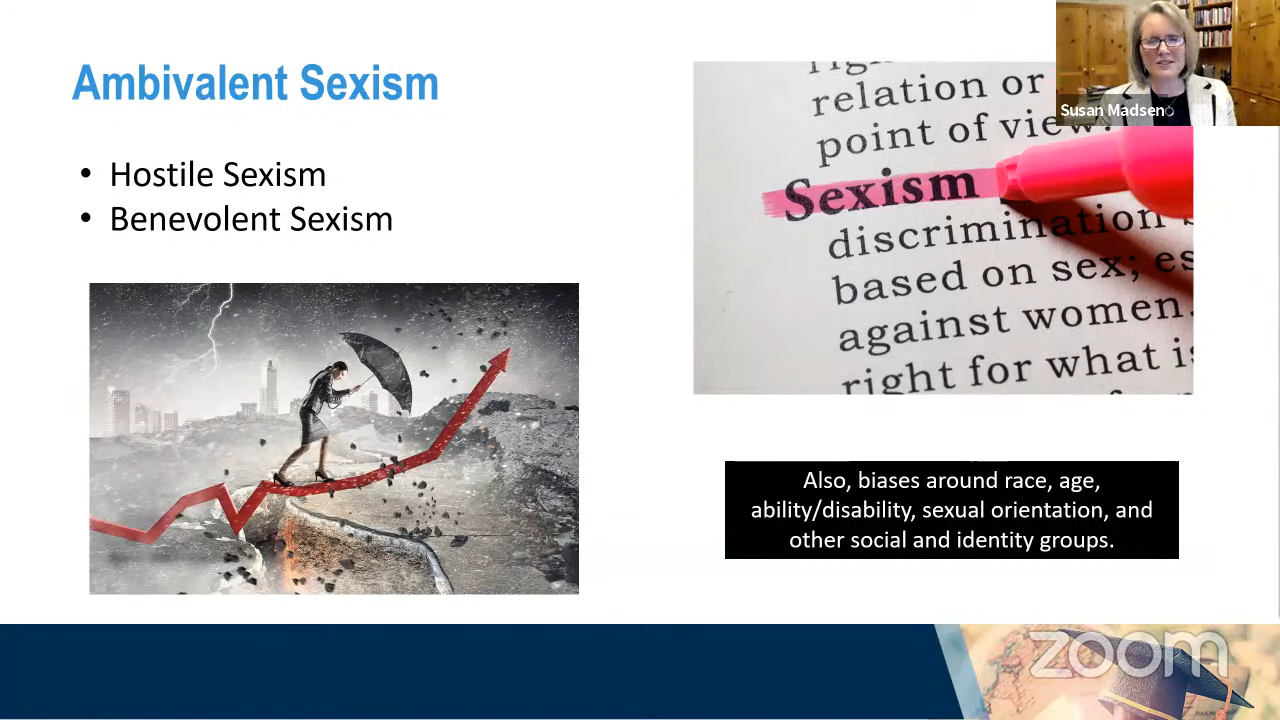 Ambivalent Sexism
• Hostile Sexism
• Benevolent Sexism
relation or
point of view.
Sexism
discrimination
based on sex; es
against women.
right for what is
Susan Madsen
Also, biases around race, age,
ability/disability, sexual orientation, and
other social and identity groups.
zoom